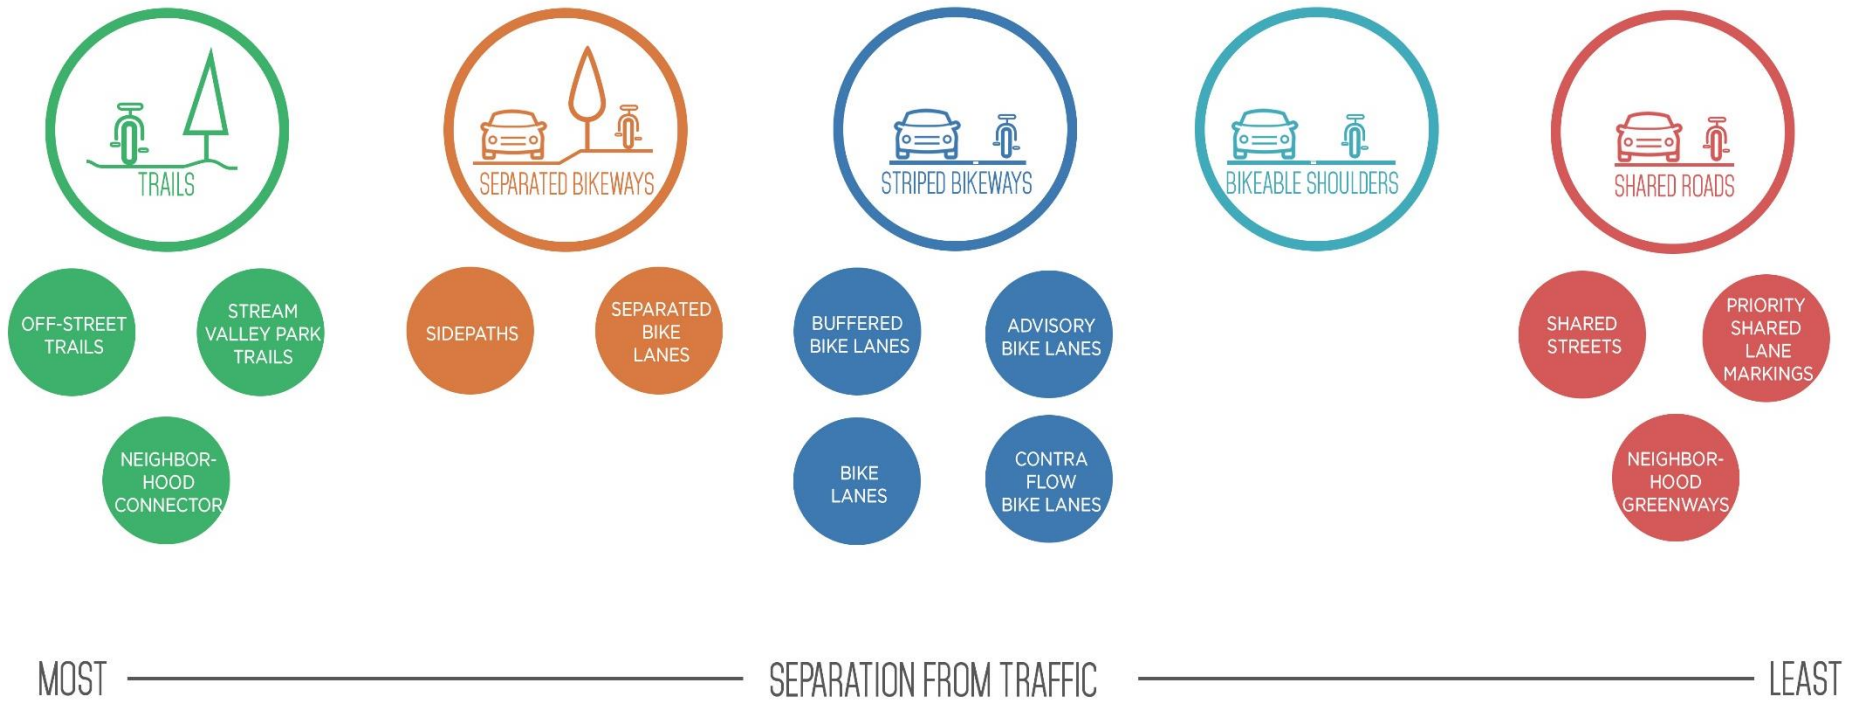 TRAILS
SEPARATED BIKEWAYS
STRIPED BIKEWAYS
BIKEABLE SHOULDERS
SHARED ROADS
OFF-STREET
TRAILS
STREAM
VALLEY PARK
TRAILS
NEIGHBOR-
HOOD
CONNECTOR
SIDEPATHS
SEPARATED
BIKE
LANES
BUFFERED
BIKE LANES
ADVISORY
BIKE LANES
BIKE
LANES
CONTRA
FLOW
BIKE LANES
SHARED
STREETS
PRIORITY
SHARED
LANE
MARKINGS
NEIGHBOR-
HOOD
GREENWAYS
MOST SEPARATION FROM TRAFFIC LEAST